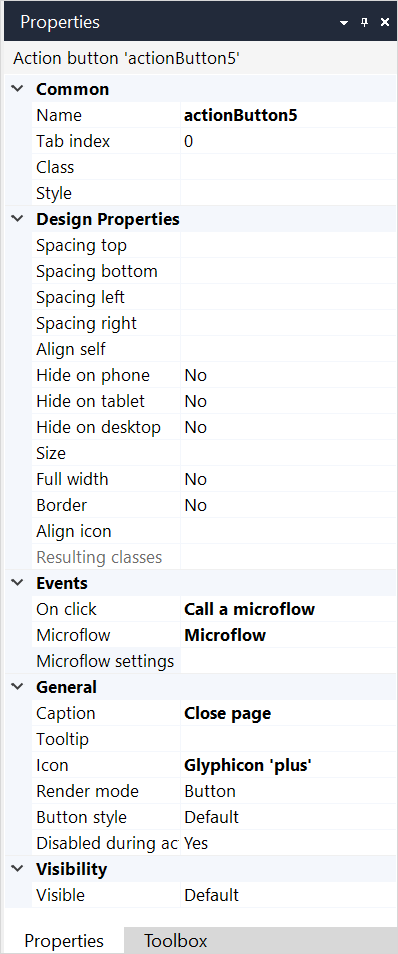 Properties
Action button 'actionButton5'
Common
Name actionButton5
Tab index 0
Class
Style
Design Properties
Spacing top
Spacing bottom
Spacing left
Spacing right
Align self
Hide on phone No
Hide on tablet No
Hide on desktop No
Size
Full width No
Border No
Align icon
Resulting classes
Events
On click Call a microflow
Microflow Microflow
Microflow settings
General
Caption Close page
Tooltip
Icon Glyphicon 'plus'
Render mode Button
Button style Default
Disabled during ac Yes
Visibility
Visible Default
Properties Toolbox